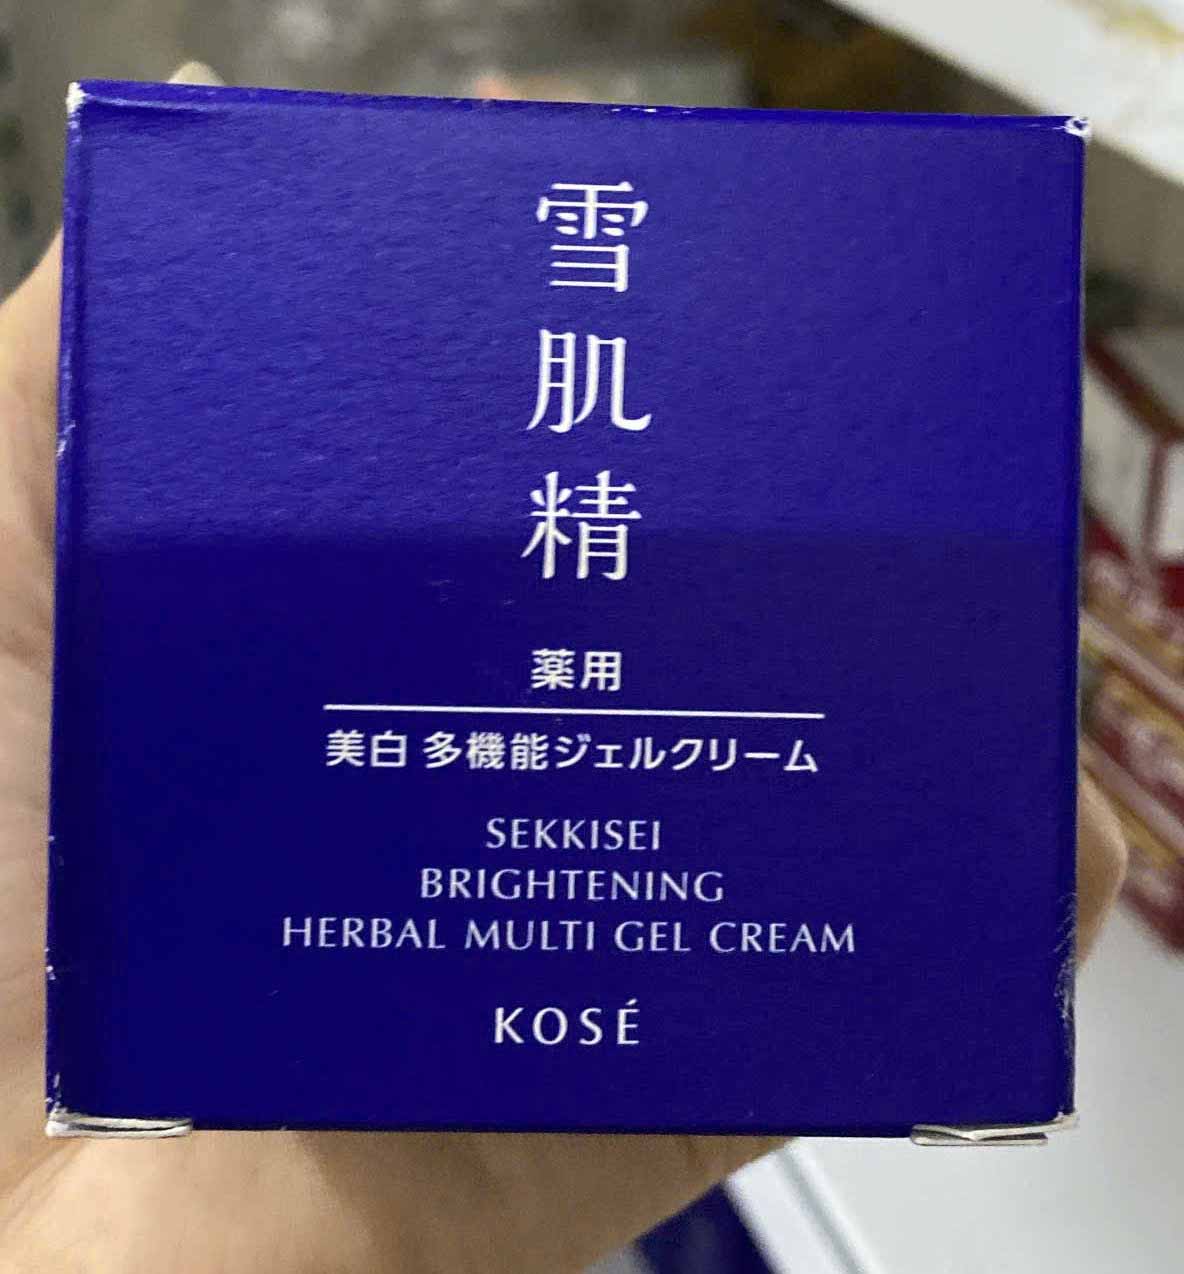 雪肌精
薬用
美白 多機能ジェルクリーム
SEKKISEI
BRIGHTENING
HERBAL MULTI GEL CREAM
KOSÉ